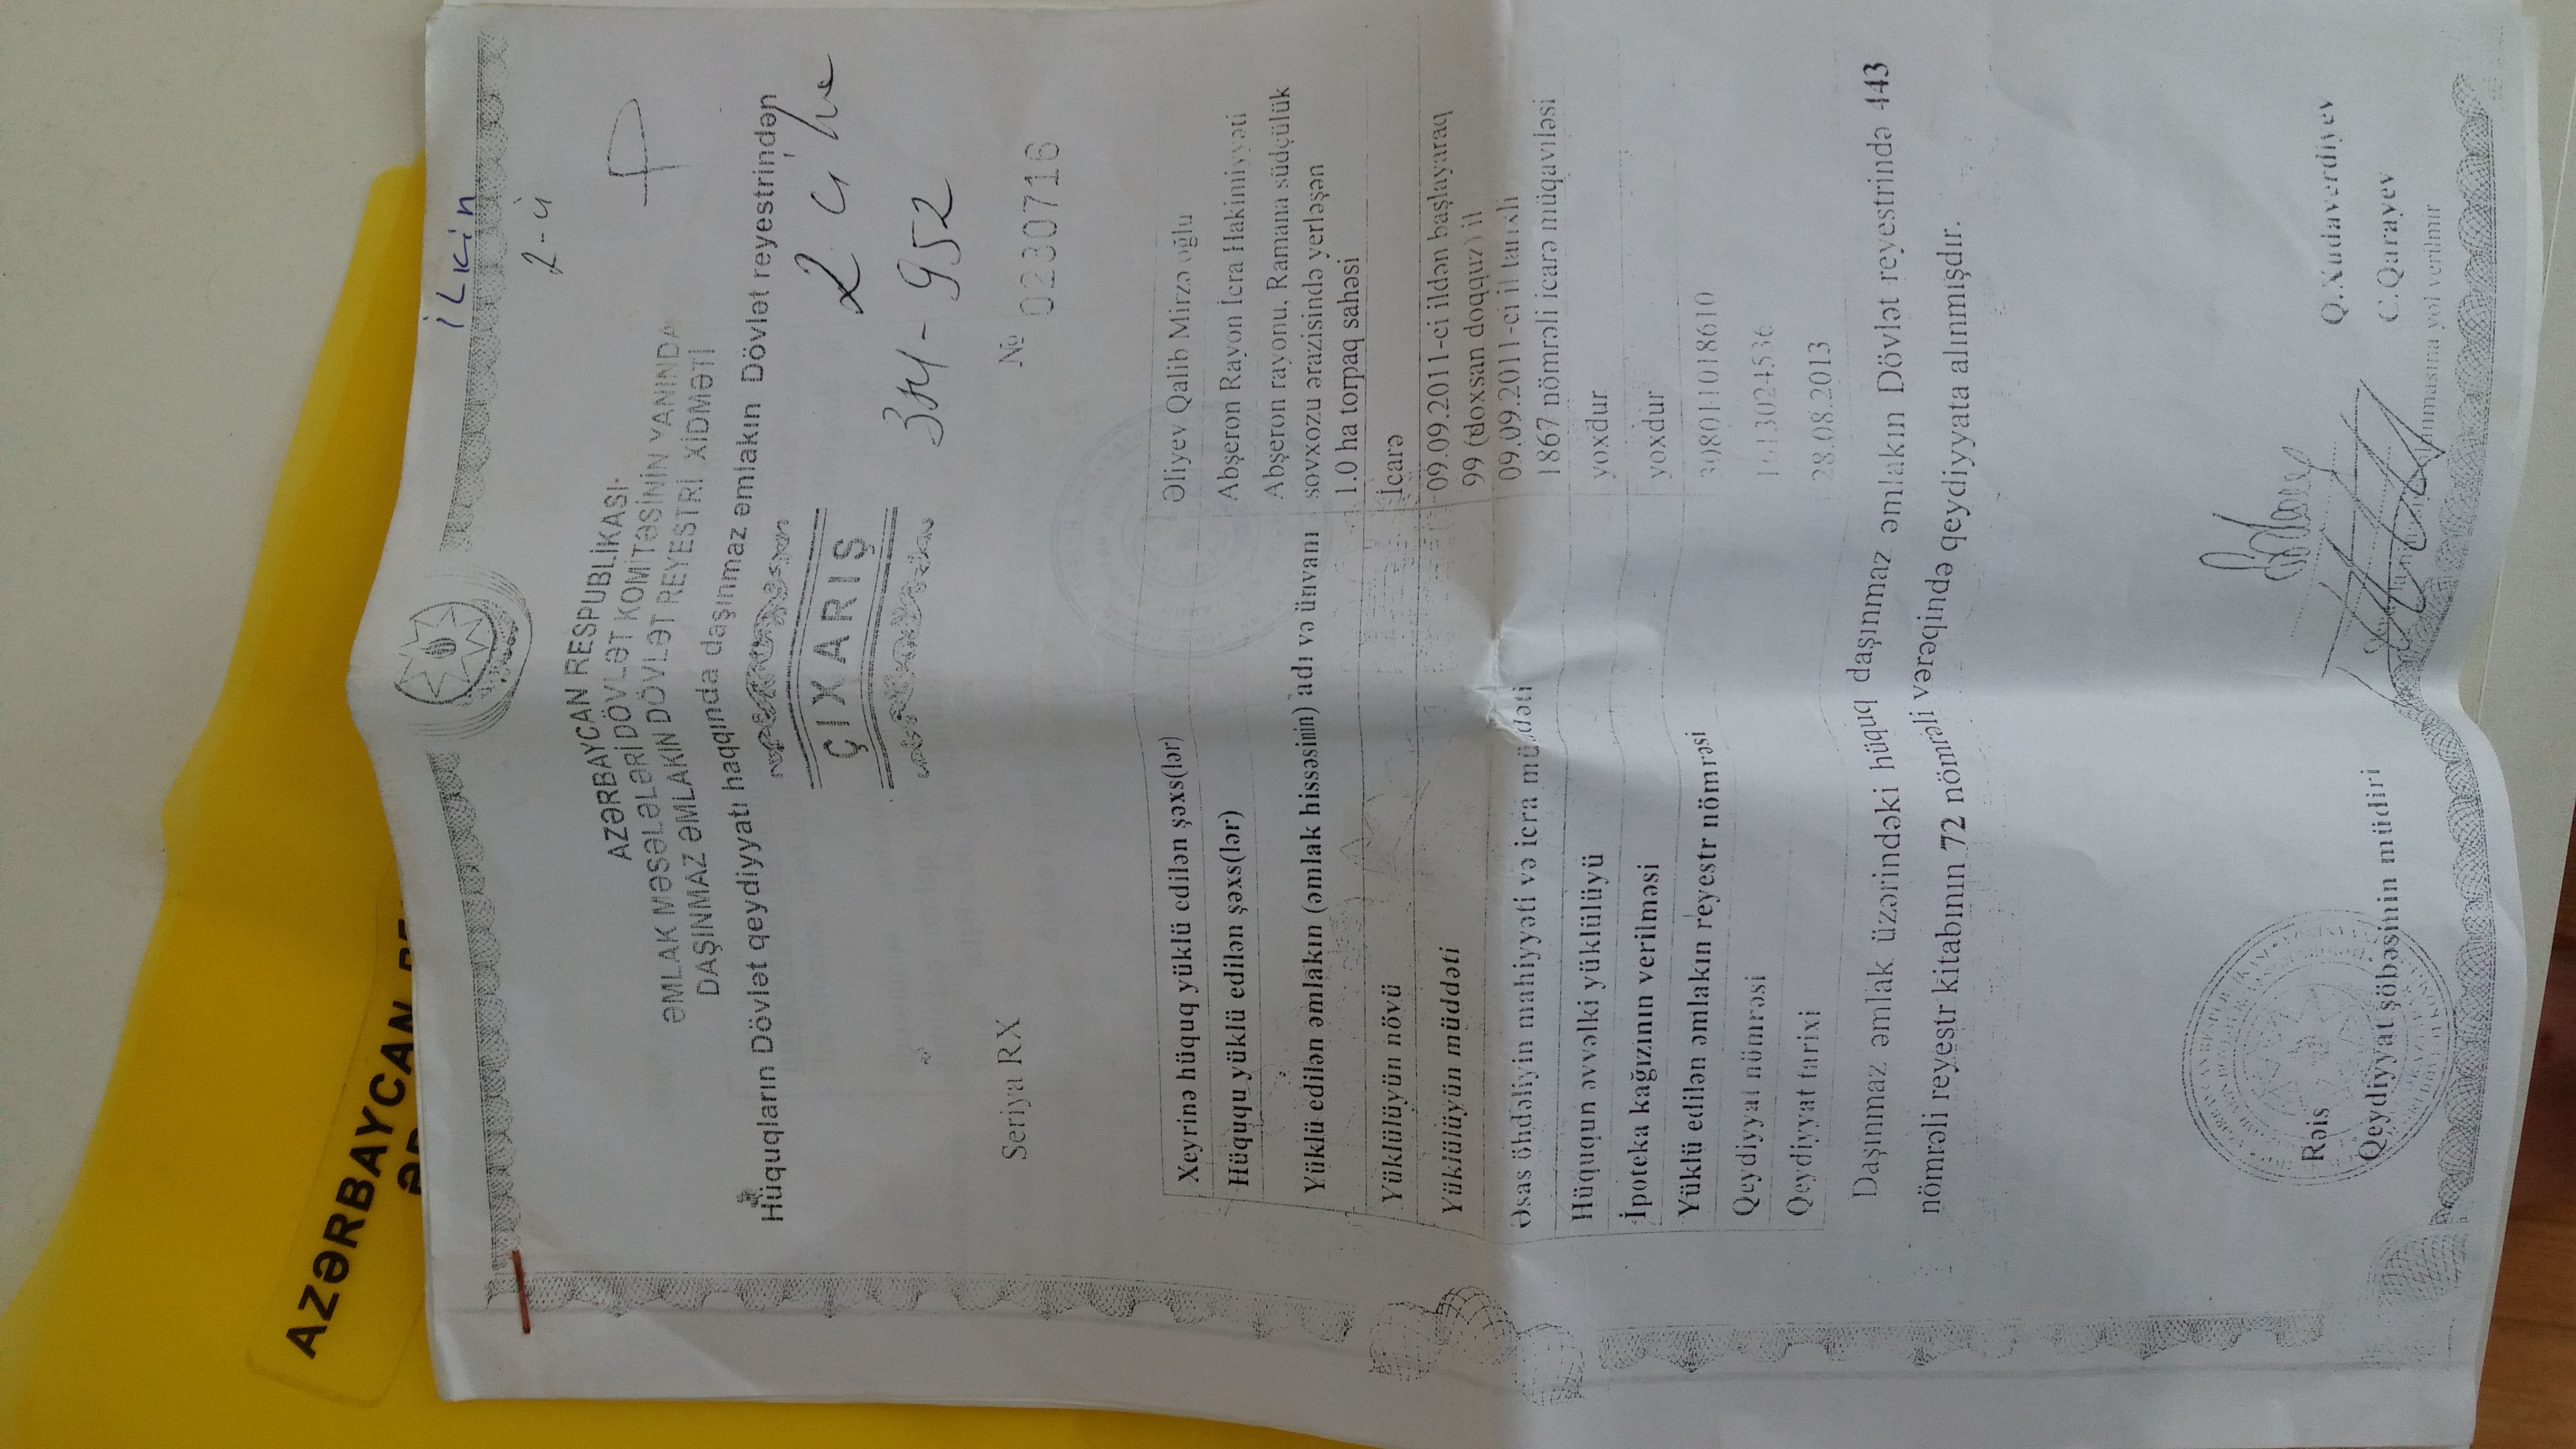 İLkin
2-4
AZƏRBAYCAN RESPUBLİKASI
ƏMLAK MƏSƏLƏLƏRİ DÖVLƏT KOMİTƏSİNİN YANINDA
DAŞINMAZ ƏMLAKIN DÖVLƏT REYESTRİ XİDMƏTİ
Hüquqların Dövlət qeydiyyatı haqqında daşınmaz əmlakın Dövlət reyestrindən
ÇIXARIŞ
952
Seriya RX № 0230716
Xeyrinə hüquq yüklü edilən şəxs(lər) Əliyev Qalib Mirzə oğlu
Hüququ yüklü edilən şəxs(lər) Abşeron Rayon İcra Hakimiyyəti
Yüklü edilən əmlakın (əmlak hissəsinin) adı və ünvanı Abşeron rayonu, Ramana südçülük
sovxozu ərazisində yerləşən
1.0 ha torpaq sahəsi
Yüklülüyün növü İcarə
Yüklülüyün müddəti 09.09.2011-ci ildən başlayaraq
99 (doxsan doqquz) il
Əsas öhdəliyin mahiyyəti və icra müddəti 09.09.2011-ci il tarixli
1867 nömrəli icarə müqaviləsi
Hüququn əvvəlki yüklülüyü yoxdur
İpoteka kağızının verilməsi yoxdur
Yüklü edilən əmlakın reyestr nömrəsi 308011018610
Qeydiyyat nömrəsi
Qeydiyyat tarixi 28.08.2013
Daşınmaz əmlak üzərindəki hüquq daşınmaz əmlakın Dövlət reyestrində 443
nömrəli reyestr kitabının 72 nömrəli vərəqində qeydiyyata alınmışdır.
Rəis Q.Xudaverdiyev
Qeydiyyat şöbəsinin müdiri C.Qarayev
yol verilmir
AZƏRBAYCAN